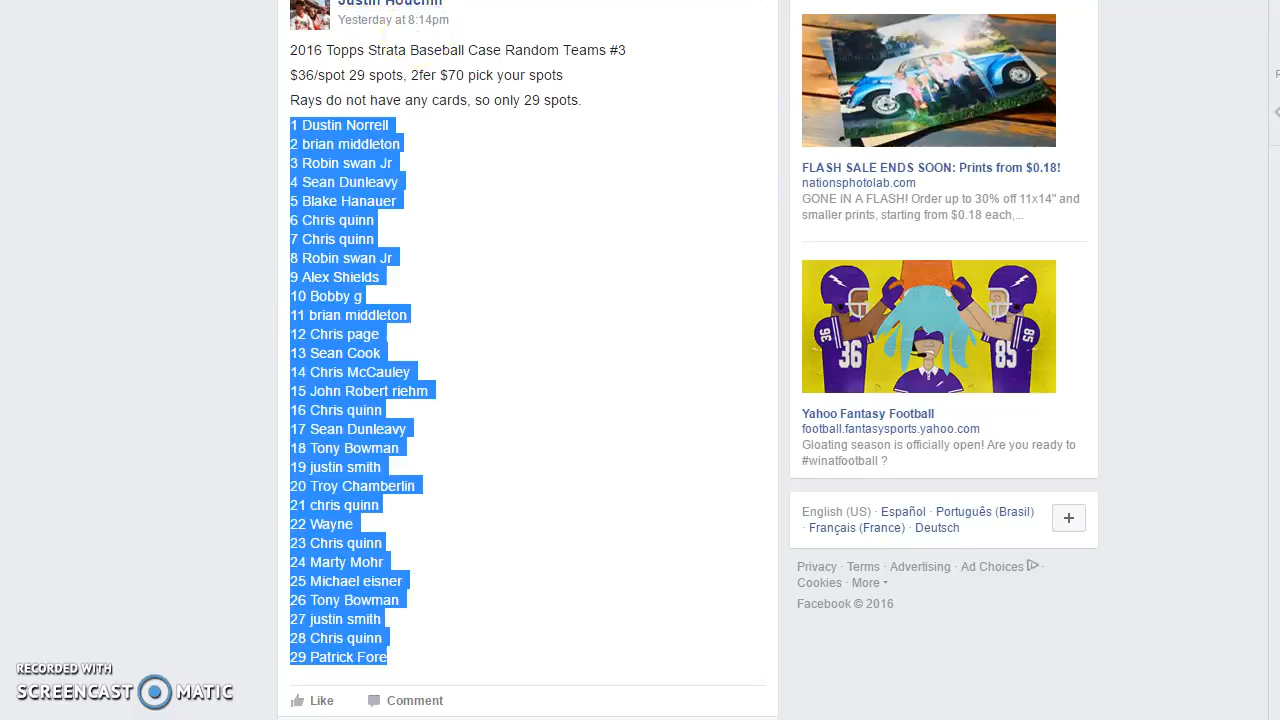 Justin Houchin
Yesterday at 8:14pm
2016 Topps Strata Baseball Case Random Teams #3
$36/spot 29 spots, 2fer $70 pick your spots
Rays do not have any cards, so only 29 spots.
1 Dustin Norrell
2 brian middleton
3 Robin swan Jr
4 Sean Dunleavy
5 Blake Hanauer
6 Chris quinn
7 Chris quinn
8 Robin swan Jr
9 Alex Shields
10 Bobby g
11 brian middleton
12 Chris page
13 Sean Cook
14 Chris McCauley
15 John Robert riehm
16 Chris quinn
17 Sean Dunleavy
18 Tony Bowman
19 justin smith
20 Troy Chamberlin
21 chris quinn
22 Wayne
23 Chris quinn
24 Marty Mohr
25 Michael eisner
26 Tony Bowman
27 justin smith
28 Chris quinn
29 Patrick Fore
Like Comment
FLASH SALE ENDS SOON: Prints from $0.18!
nationsphotolab.com
GONE IN A FLASH! Order up to 30% off 11x14" and
smaller prints, starting from $0.18 each,...
36
98
85
85
Yahoo Fantasy Football
football.fantasysports.yahoo.com
Gloating season is officially open! Are you ready to
#winatfootball ?
English (US) · Español · Português (Brasil)
· Français (France) · Deutsch
+
Privacy · Terms · Advertising · Ad Choices ·
Cookies · More
Facebook © 2016
RECORDED WITH
SCREENCAST MATIC